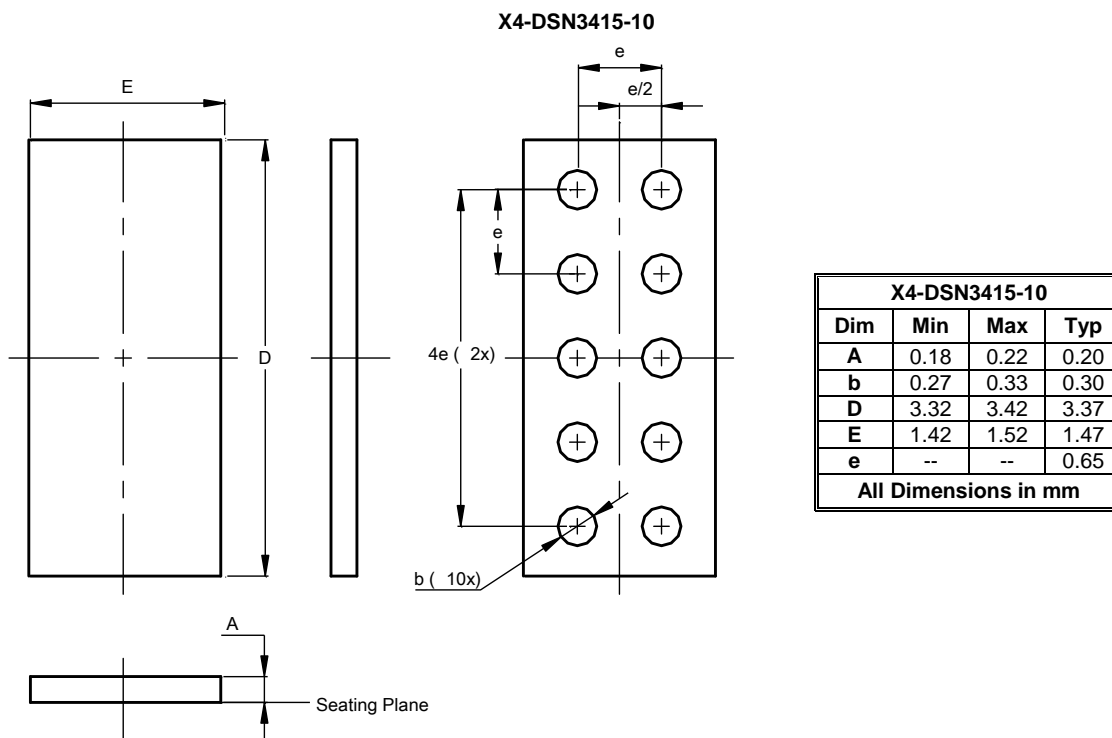 X4-DSN3415-10
e
e/2
E
e
D
4e ( 2x)
b ( 10x)
A
Seating Plane
X4-DSN3415-10
Dim Min Max Typ
A 0.18 0.22 0.20
b 0.27 0.33 0.30
D 3.32 3.42 3.37
E 1.42 1.52 1.47
e -- -- 0.65
All Dimensions in mm